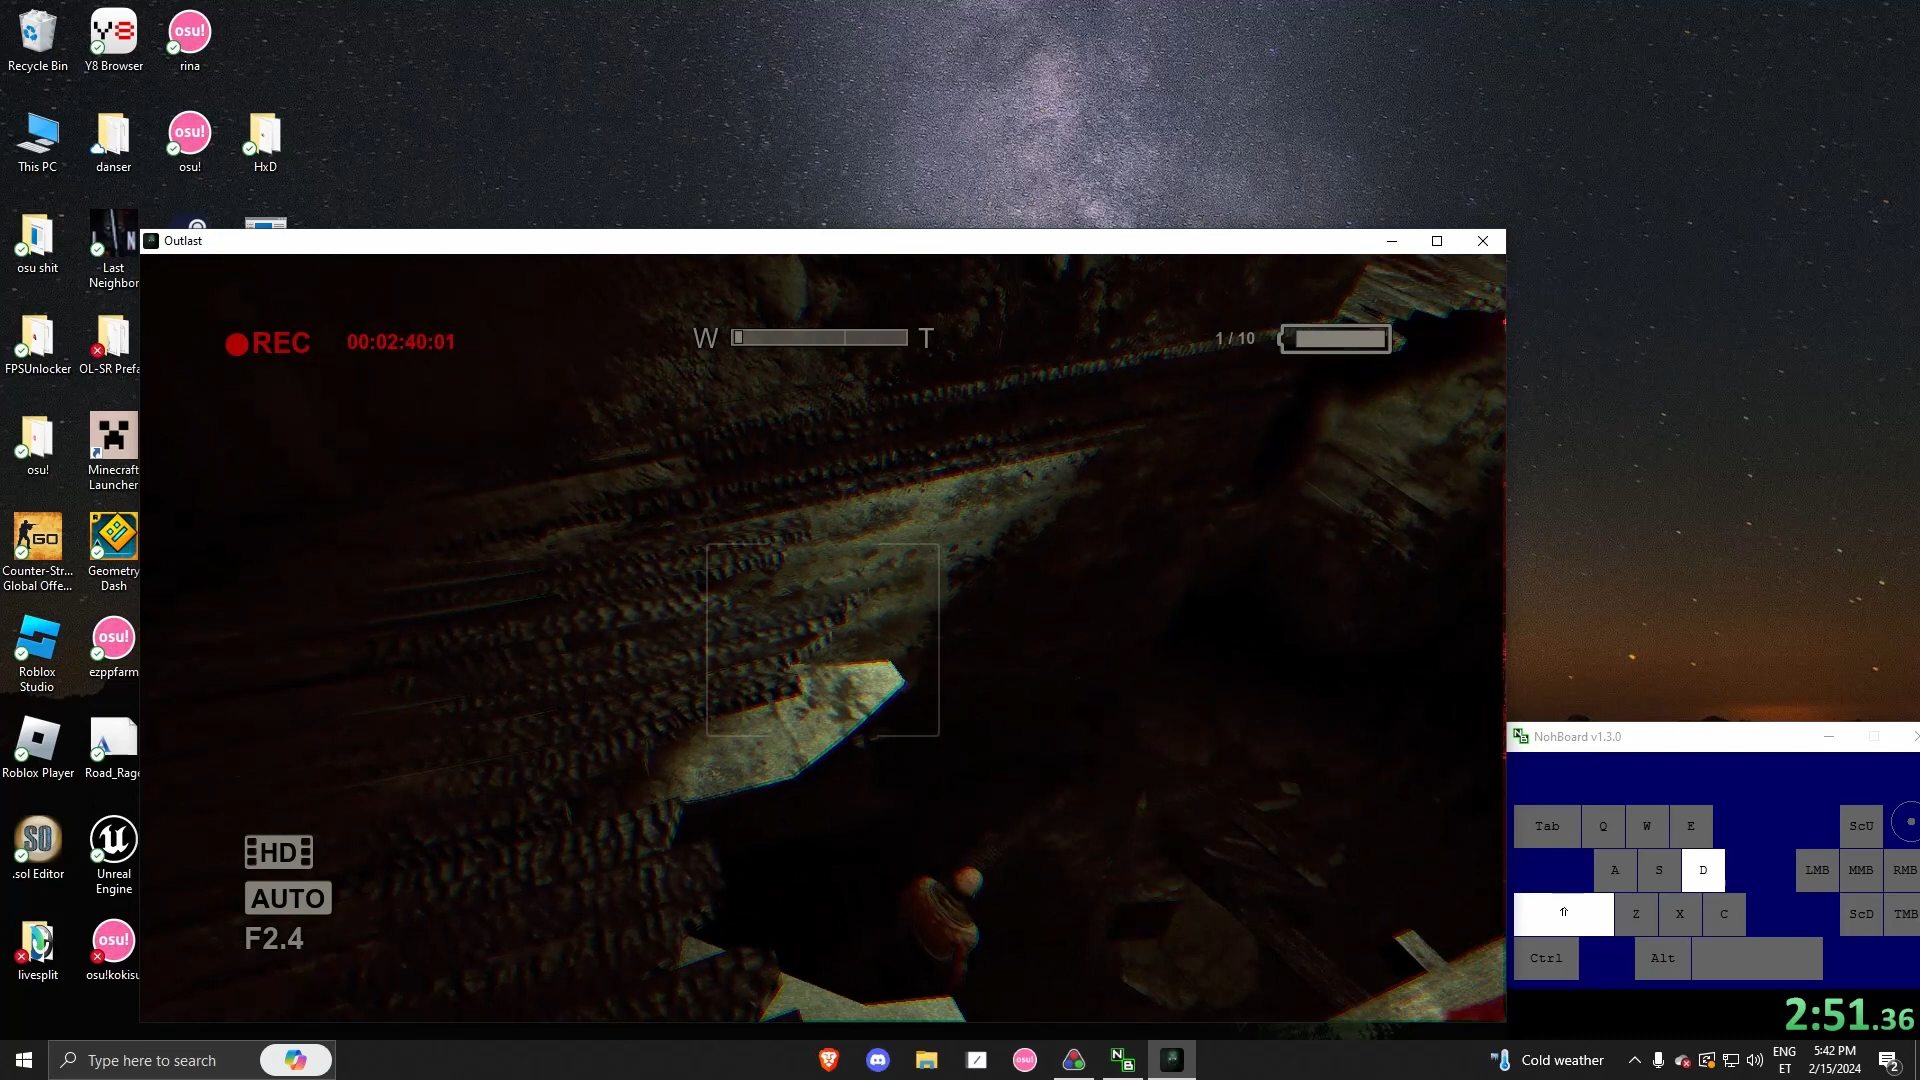 Recycle Bin
Y8 Browser
osu!
rina
This PC
danser
osu!
osu!
HxD
osu shit
Last
Neighbor
FPSUnlocker
OL-SR Prefa
osu!
Minecraft
Launcher
GO
Counter-Str...
Global Offe...
Geometry
Dash
Roblox
Studio
osu!
ezppfarm
Roblox Player
Road_Rage
SO
.sol Editor
Unreal
Engine
livesplit
osu!
osu!kokisu
Outlast
REC
00:02:40:01
W
T
1 / 10
HD
AUTO
F2.4
NohBoard v1.3.0
Tab
Q
W
E
ScU
A
S
D
LMB
MMB
RMB
Z
X
C
ScD
TMB
Ctrl
Alt
2:51.36
Type here to search
osu!
Cold weather
ENG
ET
5:42 PM
2/15/2024
2